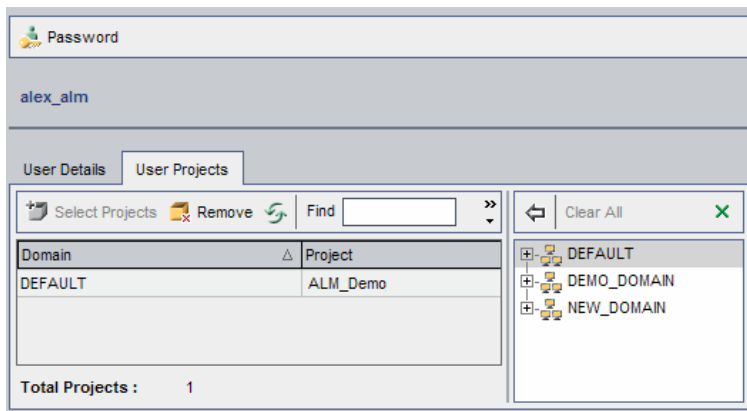 Password
alex_alm
User Details User Projects
Select Projects Remove Find Clear All
Domain Project
DEFAULT ALM_Demo
Total Projects : 1
DEFAULT
DEMO_DOMAIN
NEW_DOMAIN